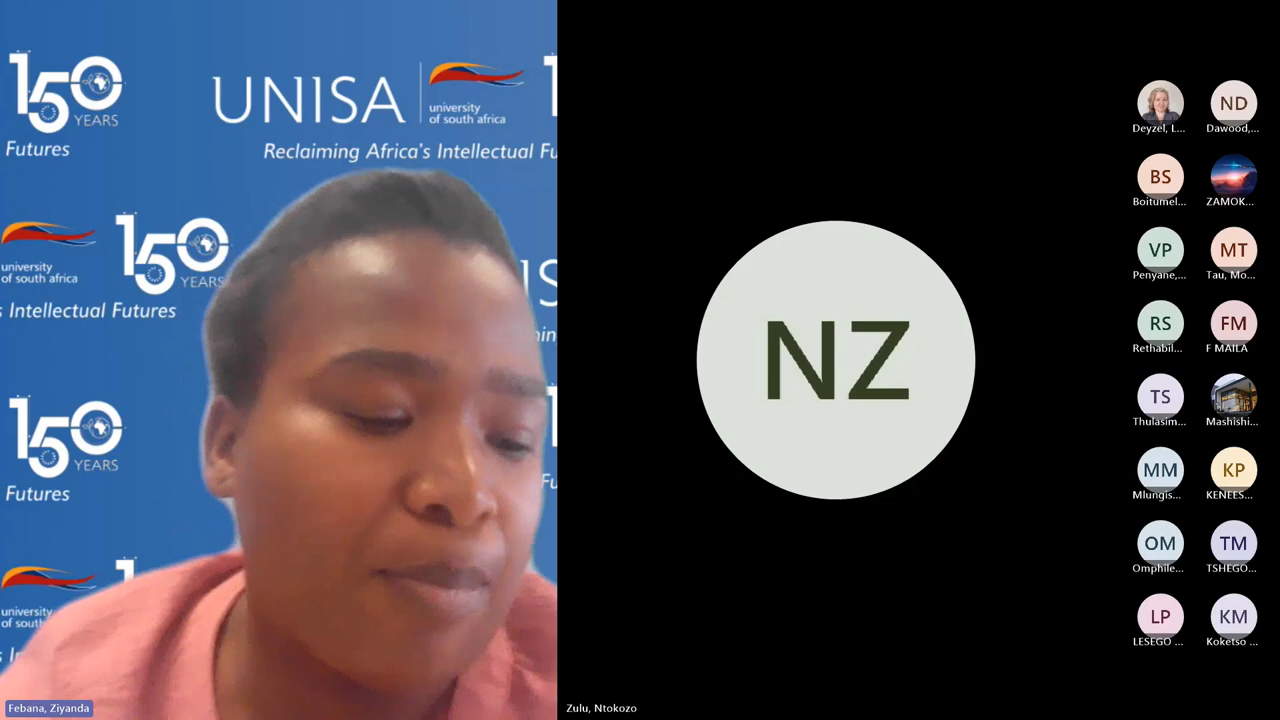 150
YEARS
Futures
UNISA
university
of south africa
Reclaiming Africa's Intellectual Fu
university
of south africa
150
YEARS
s Intellectual Futures
IS
nin
150
YEARS
Futures
Fu
university
of south
Febana, Ziyanda
NZ
Zulu, Ntokozo
Deyzel, L...
ND
Dawood,...
BS
Boitumel...
ZAMOK...
VP
Penyane,...
MT
Tau, Mo...
RS
Rethabil...
FM
F MAILA
TS
Thulasim...
Mashishi...
MM
Mlungis...
KP
KENEES...
OM
Omphile...
TM
TSHEGO...
LP
LESEGO ...
KM
Koketso ...